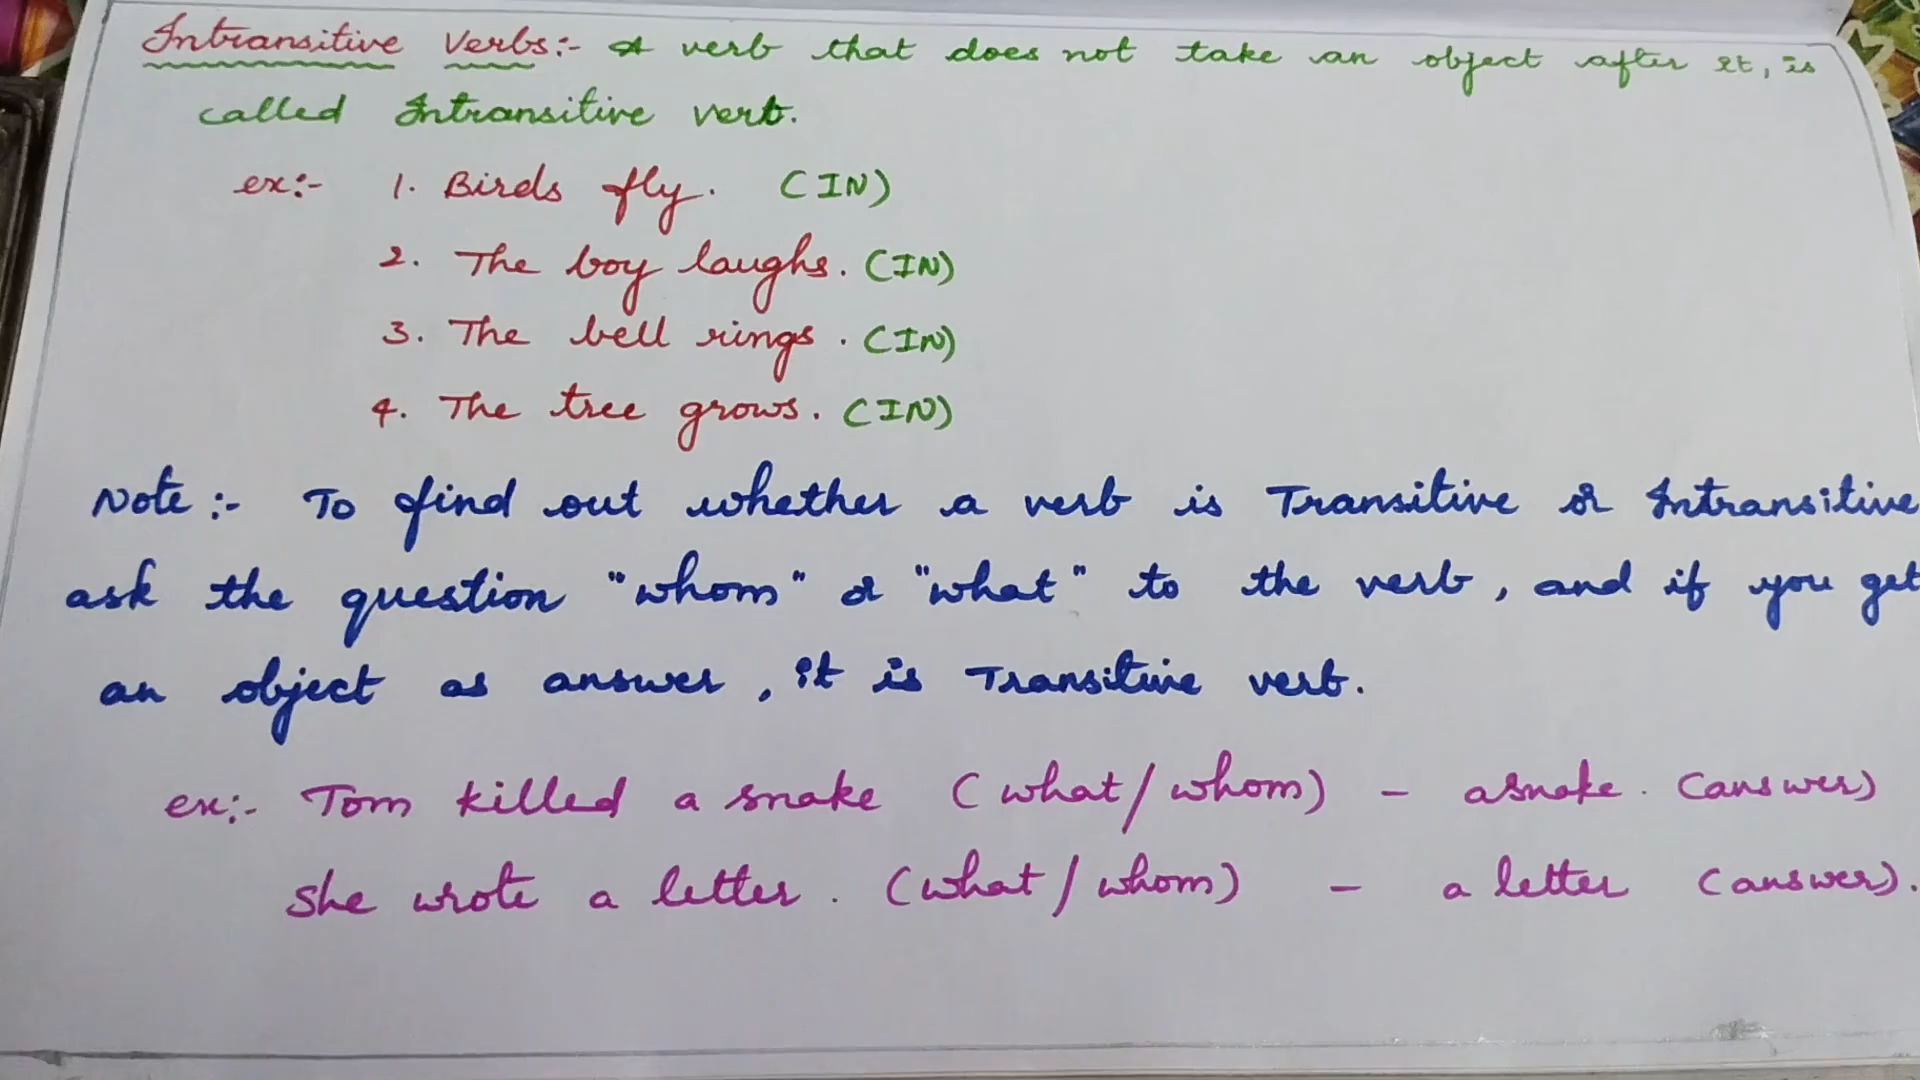 Intransitive Verbs:- A verb that does not take an object after it, is
called Intransitive verb.
ex:- 1. Birds fly. (IN)
2. The boy laughs. (IN)
3. The bell rings. (IN)
4. The tree grows. (IN)
Note:- To find out whether a verb is Transitive or Intransitive
ask the question "whom" or "what" to the verb, and if you get
an object as answer, it is Transitive verb.
ex:- Tom killed a snake (what/whom) - a snake. (answer)
She wrote a letter. (what/whom) - a letter (answer).